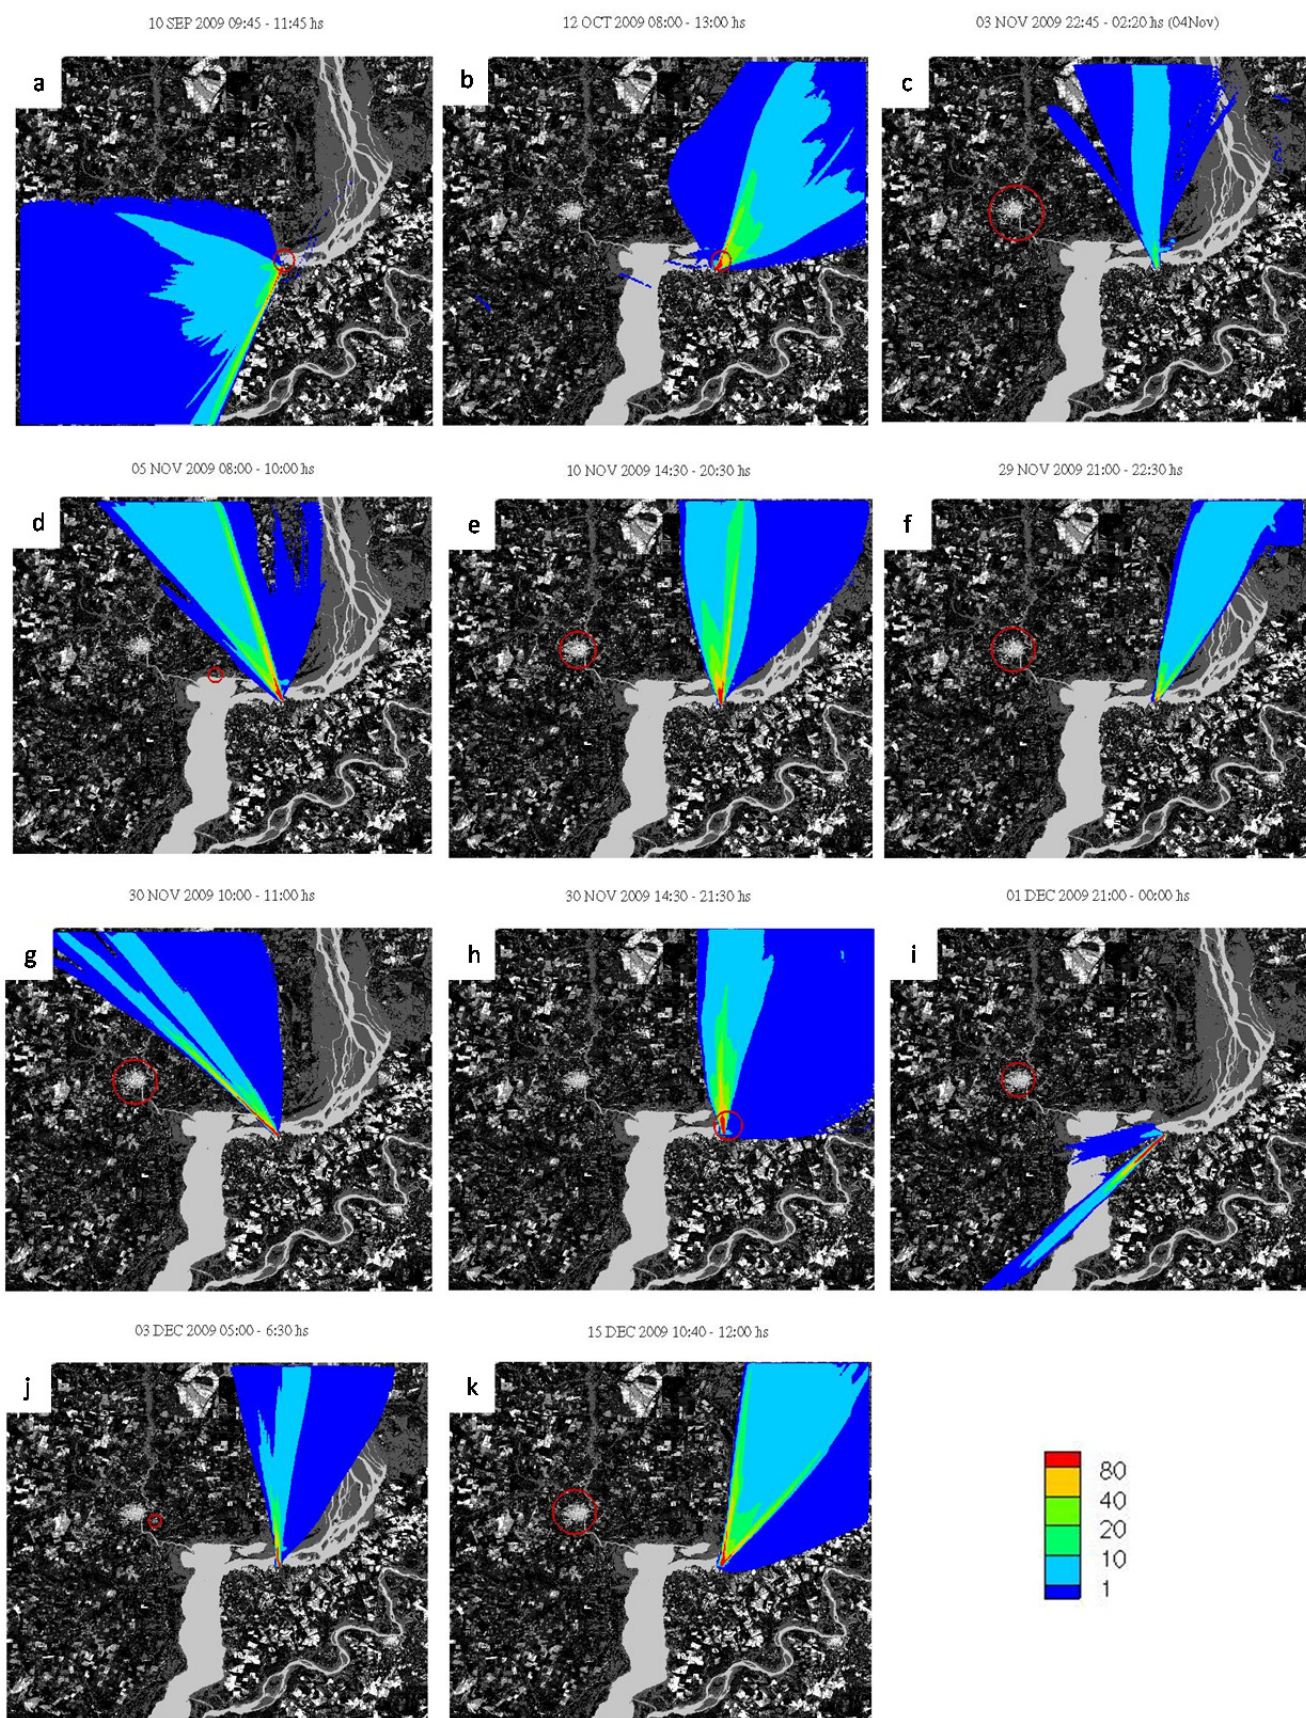 10 SEP 2009 09:45 - 11:45 hs
12 OCT 2009 08:00 - 13:00 hs
03 NOV 2009 22:45 - 02:20 hs (04Nov)
a
b
c
05 NOV 2009 08:00 - 10:00 hs
10 NOV 2009 14:30 - 20:30 hs
29 NOV 2009 21:00 - 22:30 hs
d
e
f
30 NOV 2009 10:00 - 11:00 hs
30 NOV 2009 14:30 - 21:30 hs
01 DEC 2009 21:00 - 00:00 hs
g
h
i
03 DEC 2009 05:00 - 6:30 hs
15 DEC 2009 10:40 - 12:00 hs
j
k
80
40
20
10
1